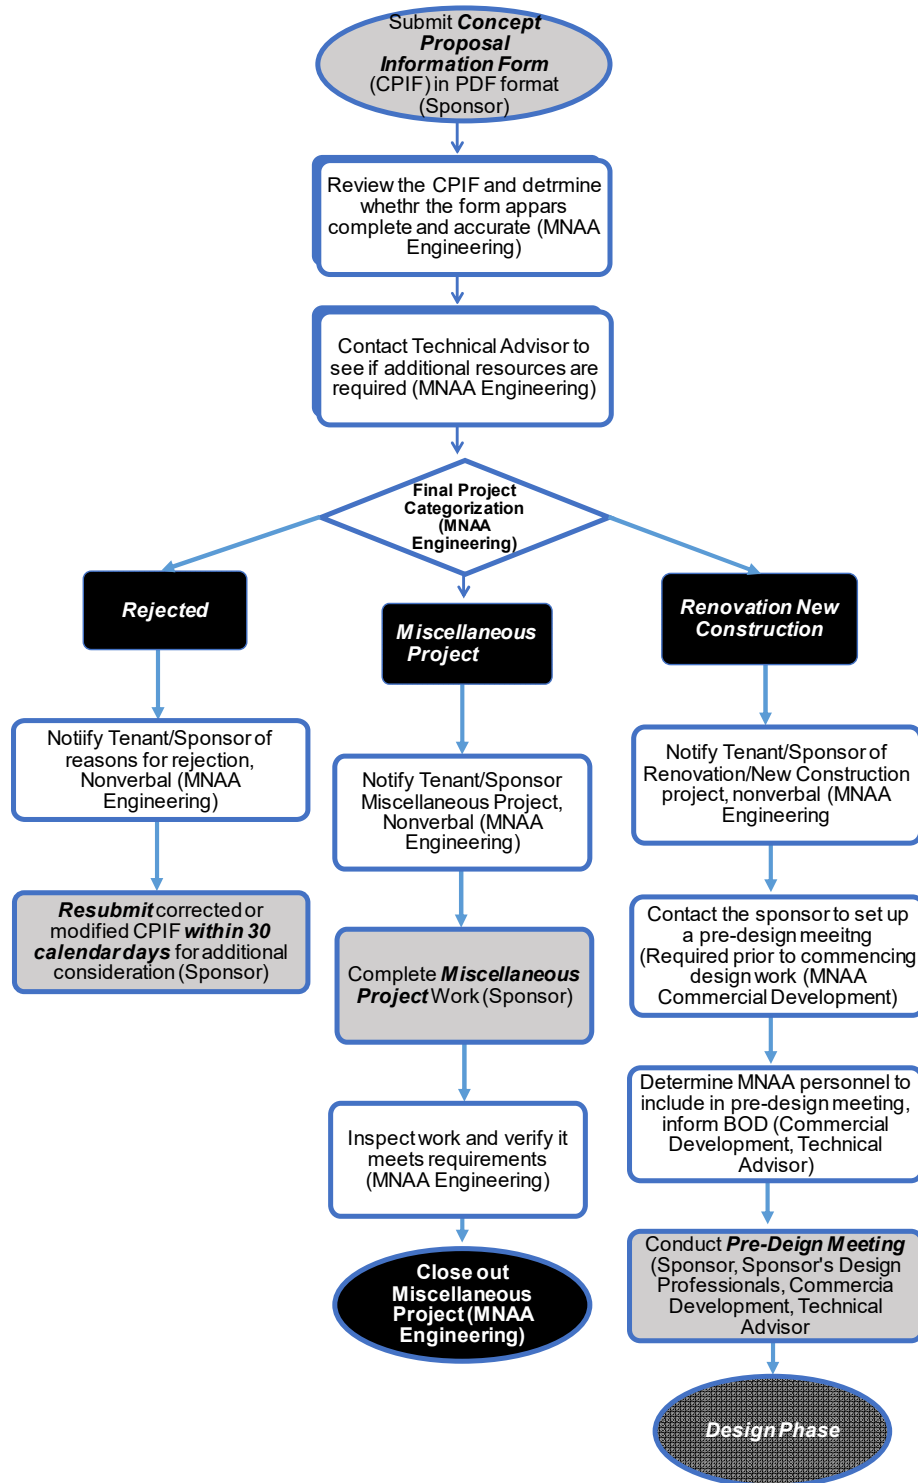 Submit Concept
Proposal
Information Form
(CPIF) in PDF format
(Sponsor)
Review the CPIF and detrmine
whethr the form appars
complete and accurate (MNAA
Engineering)
Contact Technical Advisor to
see if additional resources are
required (MNAA Engineering)
Final Project
Categorization
(MNAA
Engineering)
Rejected
Notiify Tenant/Sponsor of
reasons for rejection,
Nonverbal (MNAA
Engineering)
Resubmit corrected or
modified CPIF within 30
calendar days for additional
consideration (Sponsor)
Miscellaneous
Project
Notify Tenant/Sponsor
Miscellaneous Project,
Nonverbal (MNAA
Engineering)
Complete Miscellaneous
Project Work (Sponsor)
Inspect work and verify it
meets requirements
(MNAA Engineering)
Close out
Miscellaneous
Project (MNAA
Engineering)
Renovation New
Construction
Notify Tenant/Sponsor of
Renovation/New Construction
project, nonverbal (MNAA
Engineering
Contact the sponsor to set up
a pre-design meeitng
(Required prior to commencing
design work (MNAA
Commercial Development)
Determine MNAA personnel to
include in pre-design meeting,
inform BOD (Commercial
Development, Technical
Advisor)
Conduct Pre-Deign Meeting
(Sponsor, Sponsor's Design
Professionals, Commercia
Development, Technical
Advisor
Design Phase